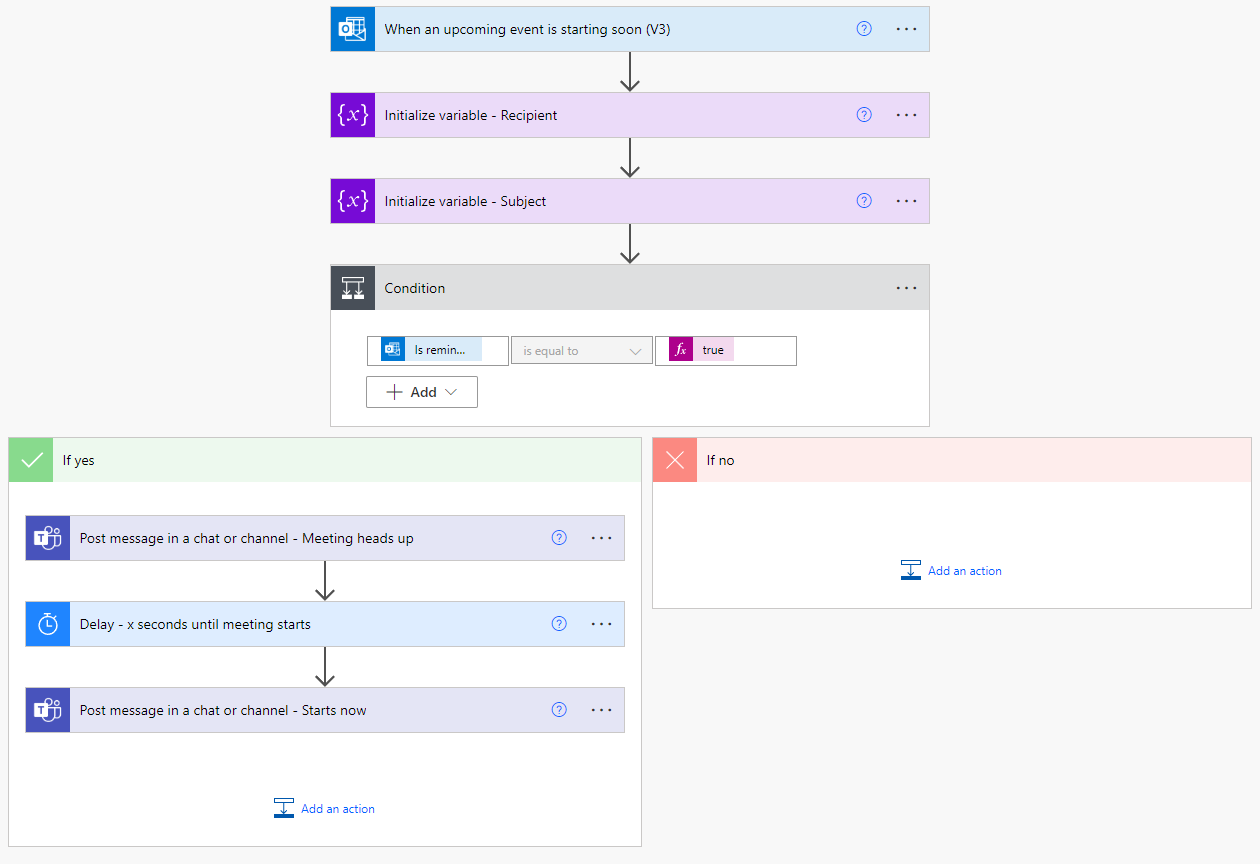 When an upcoming event is starting soon (V3)
Initialize variable - Recipient
Initialize variable - Subject
Condition
Is remin... is equal to true
Add
If yes
If no
Post message in a chat or channel - Meeting heads up
Add an action
Delay - x seconds until meeting starts
Post message in a chat or channel - Starts now
Add an action